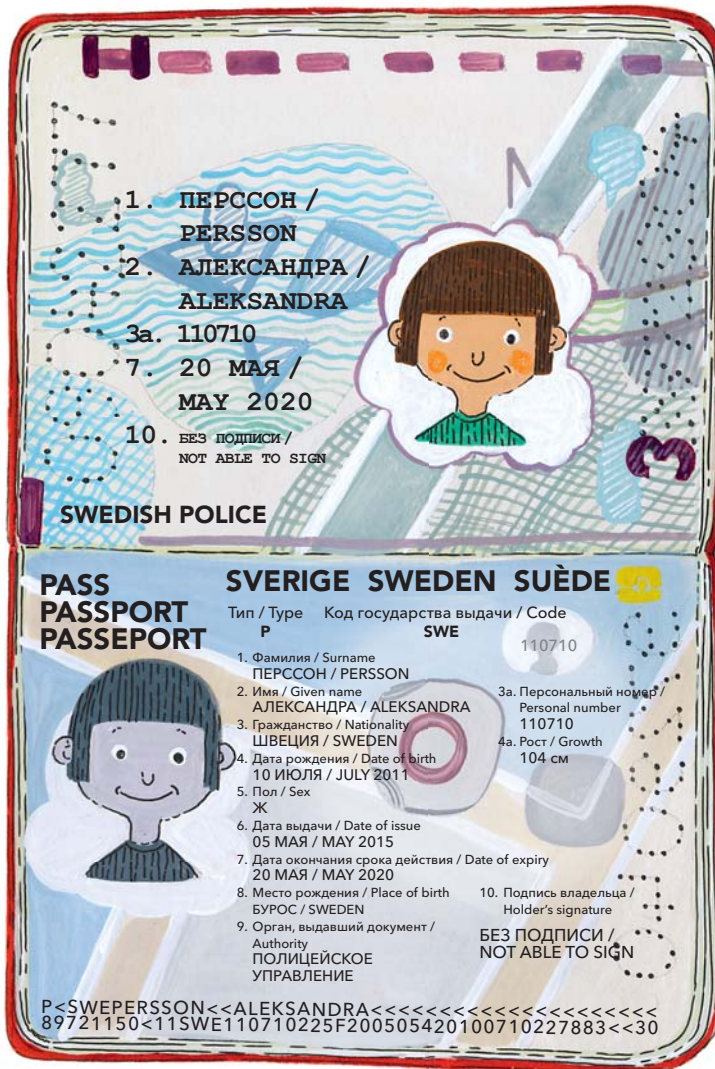 1. ПЕРССОН /
PERSSON
2. АЛЕКСАНДРА /
ALEKSANDRA
3а. 110710
7. 20 МАЯ /
MAY 2020
10. БЕЗ ПОДПИСИ /
NOT ABLE TO SIGN
SWEDISH POLICE
PASS
PASSPORT
PASSEPORT
SVERIGE SWEDEN SUÈDE
Тип / Type Код государства выдачи / Code
P SWE
110710
1. Фамилия / Surname
ПЕРССОН / PERSSON
2. Имя / Given name
АЛЕКСАНДРА / ALEKSANDRA
3. Гражданство / Nationality
ШВЕЦИЯ / SWEDEN
4. Дата рождения / Date of birth
10 ИЮЛЯ / JULY 2011
5. Пол / Sex
Ж
6. Дата выдачи / Date of issue
05 МАЯ / MAY 2015
7. Дата окончания срока действия / Date of expiry
20 МАЯ / MAY 2020
8. Место рождения / Place of birth
БУРОС / SWEDEN
9. Орган, выдавший документ /
Authority
ПОЛИЦЕЙСКОЕ
УПРАВЛЕНИЕ
3а. Персональный номер /
Personal number
110710
4а. Рост / Growth
104 см
10. Подпись владельца /
Holder's signature
БЕЗ ПОДПИСИ /
NOT ABLE TO SIGN
P<SWEPERSSON<<ALEKSANDRA<<<<<<<<<<<<<<<<<<<<<
89721150<11SWE110710225F20050542010071022​7883<<30